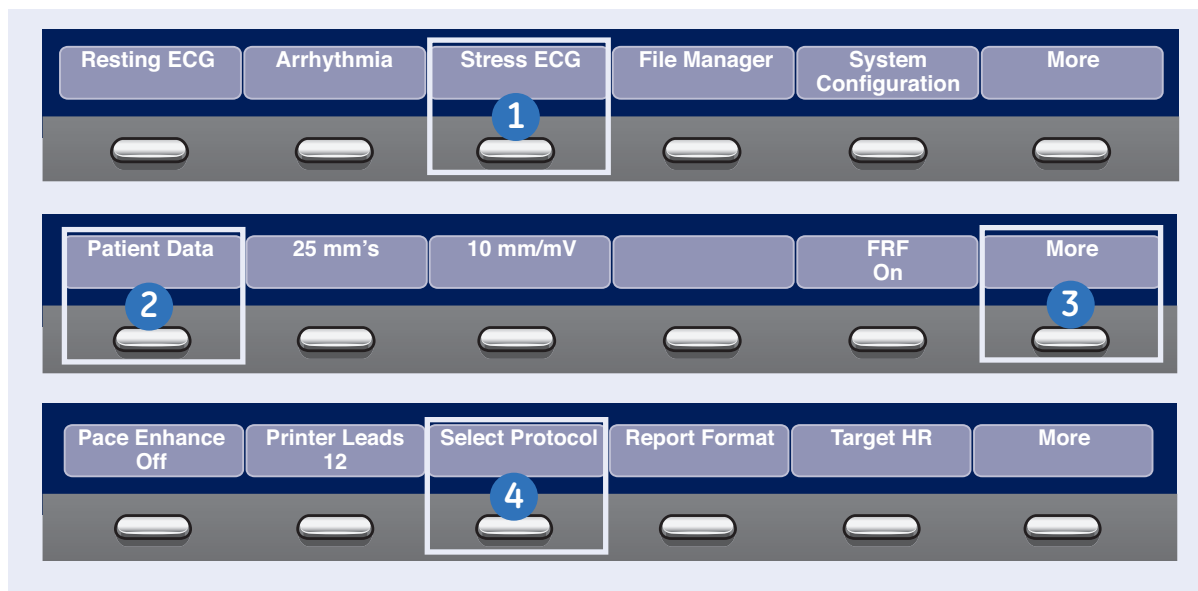 Resting ECG Arrhythmia Stress ECG File Manager System Configuration More
1
Patient Data 25 mm's 10 mm/mV FRF On More
2 3
Pace Enhance Off Printer Leads 12 Select Protocol Report Format Target HR More
4